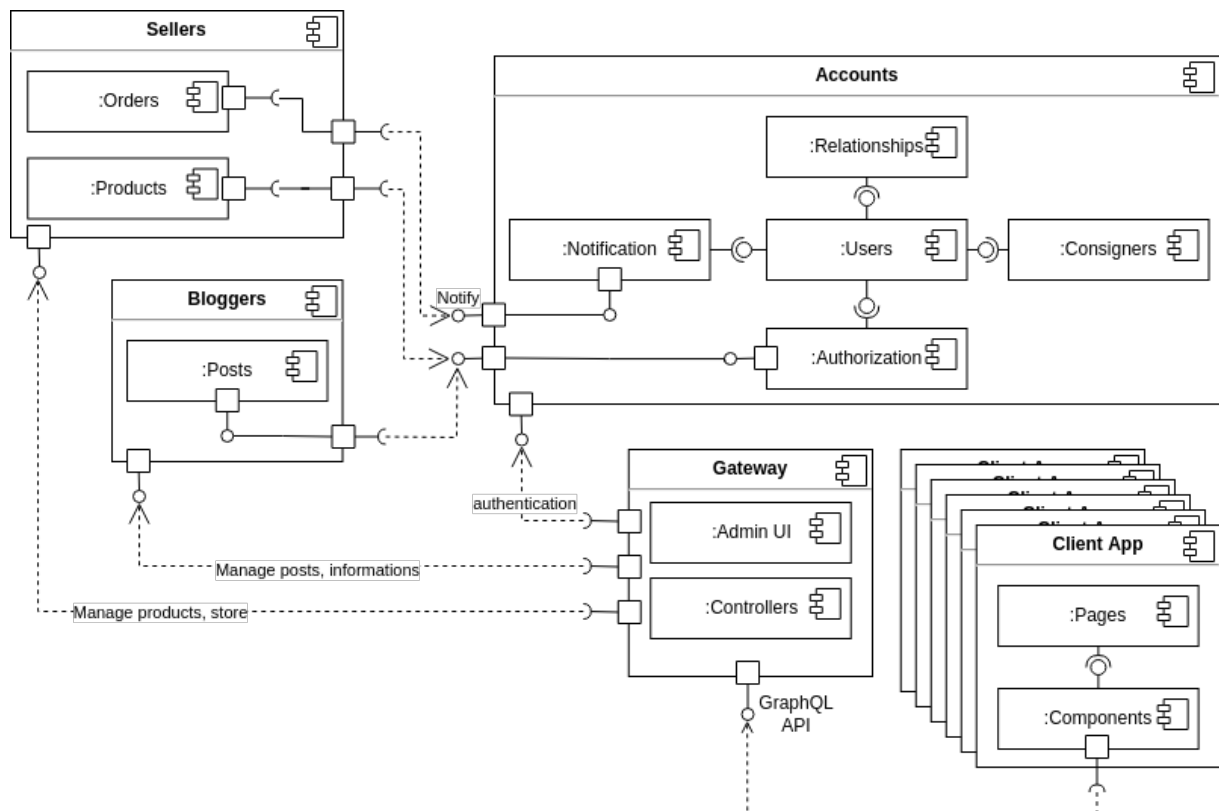 Sellers
:Orders
:Products
Accounts
:Relationships
:Notification
:Users
:Consigners
:Authorization
Notify
Bloggers
:Posts
authentication
Manage posts, informations
Manage products, store
Gateway
:Admin UI
:Controllers
GraphQL
API
Client App
:Pages
:Components